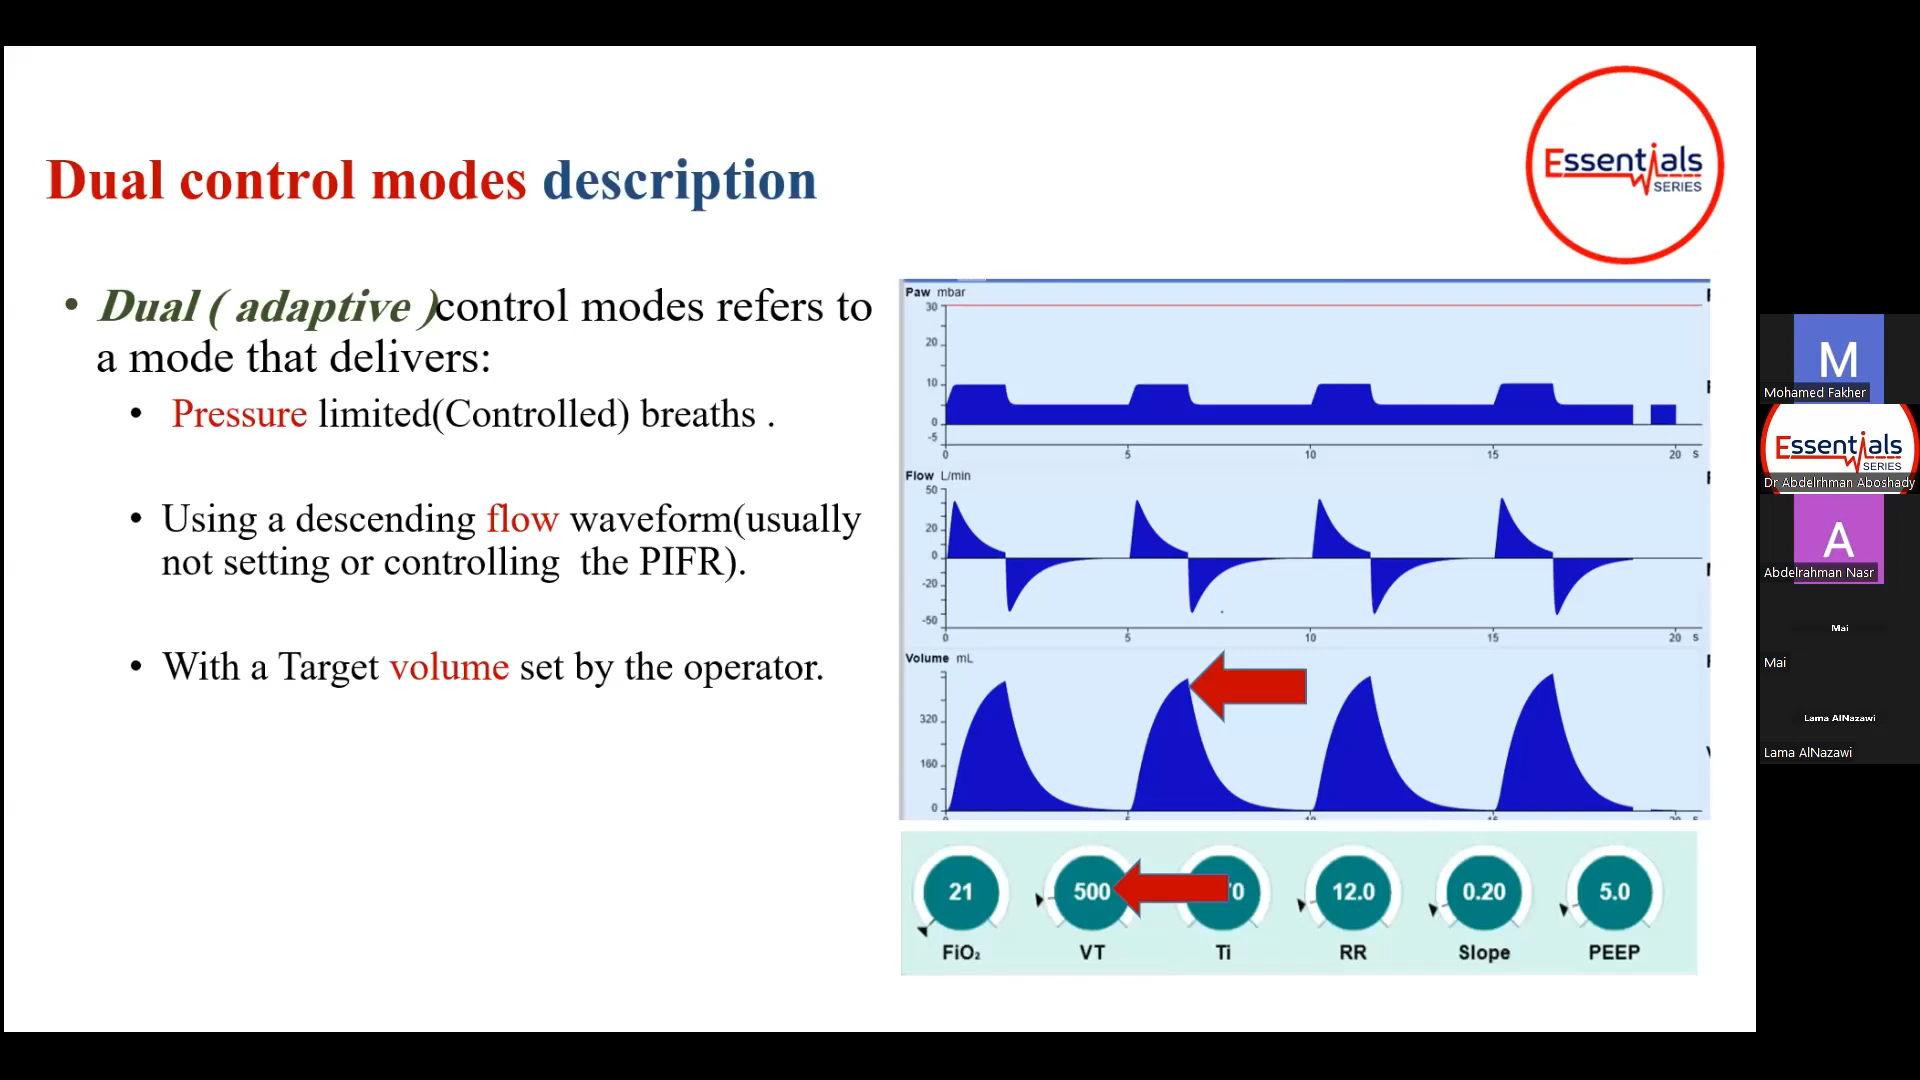 Essentials
SERIES
Dual control modes description
• Dual ( adaptive )control modes refers to
a mode that delivers:
• Pressure limited(Controlled) breaths .
• Using a descending flow waveform(usually
not setting or controlling the PIFR).
• With a Target volume set by the operator.
Paw mbar
30
20
10
0
-5
0 5 10 15 20 s
Flow L/min
50
20
0
-20
-50
0 5 10 15 20 s
Volume mL
320
160
0
21 500 0 12.0 0.20 5.0
FiO₂ VT Ti RR Slope PEEP
M
Mohamed Fakher
Essentials
SERIES
Dr Abdelrhman Aboshady
A
Abdelrahman Nasr
Mai
Mai
Lama AlNazawi
Lama AlNazawi